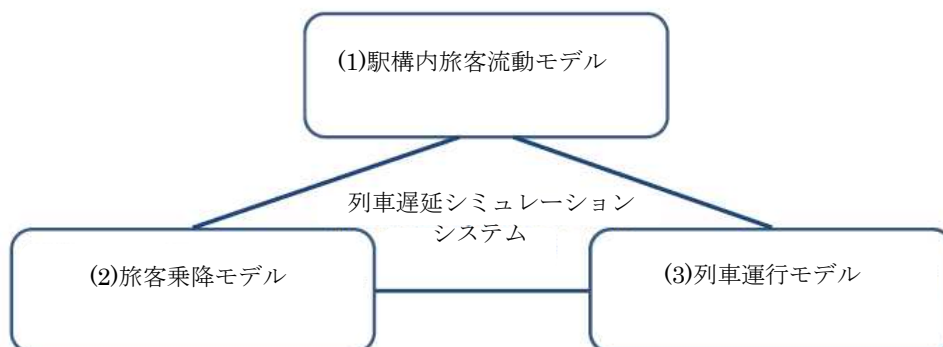 (1)駅構内旅客流動モデル
列車遅延シミュレーション
システム
(2)旅客乗降モデル
(3)列車運行モデル